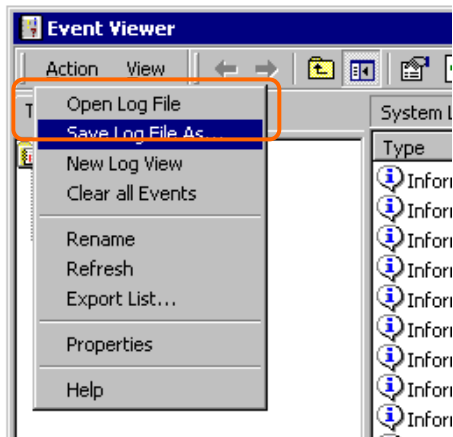 Event Viewer
Action View
Open Log File
Save Log File As...
New Log View
Clear all Events
Rename
Refresh
Export List...
Properties
Help
System L
Type
Inform
Inform
Inform
Inform
Inform
Inform
Inform
Inform
Inform